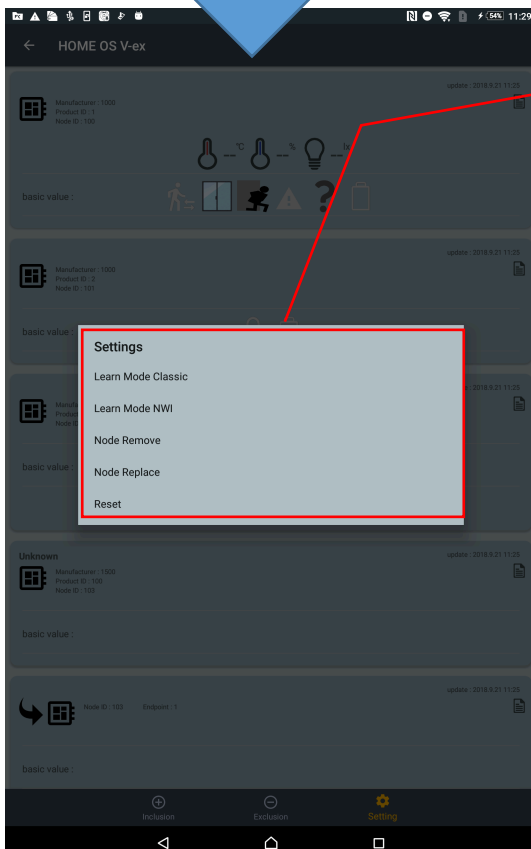 54% 11:29
HOME OS V-ex
update : 2018.9.21 11:25
Manufacturer : 1000
Product ID : 1
Node ID : 100
--℃ --% --lx
basic value :
update : 2018.9.21 11:25
Manufacturer : 1000
Product ID : 3
Node ID : 101
basic value :
Settings
Learn Mode Classic
Learn Mode NWI
Node Remove
Node Replace
Reset
: 2018.9.21 11:25
basic value :
Unknown
update : 2018.9.21 11:25
Manufacturer : 1000
Product ID : 100
Node ID : 103
basic value :
update : 2018.9.21 11:25
Node ID : 103 Endpoint : 1
basic value :
Inclusion Exclusion Setting